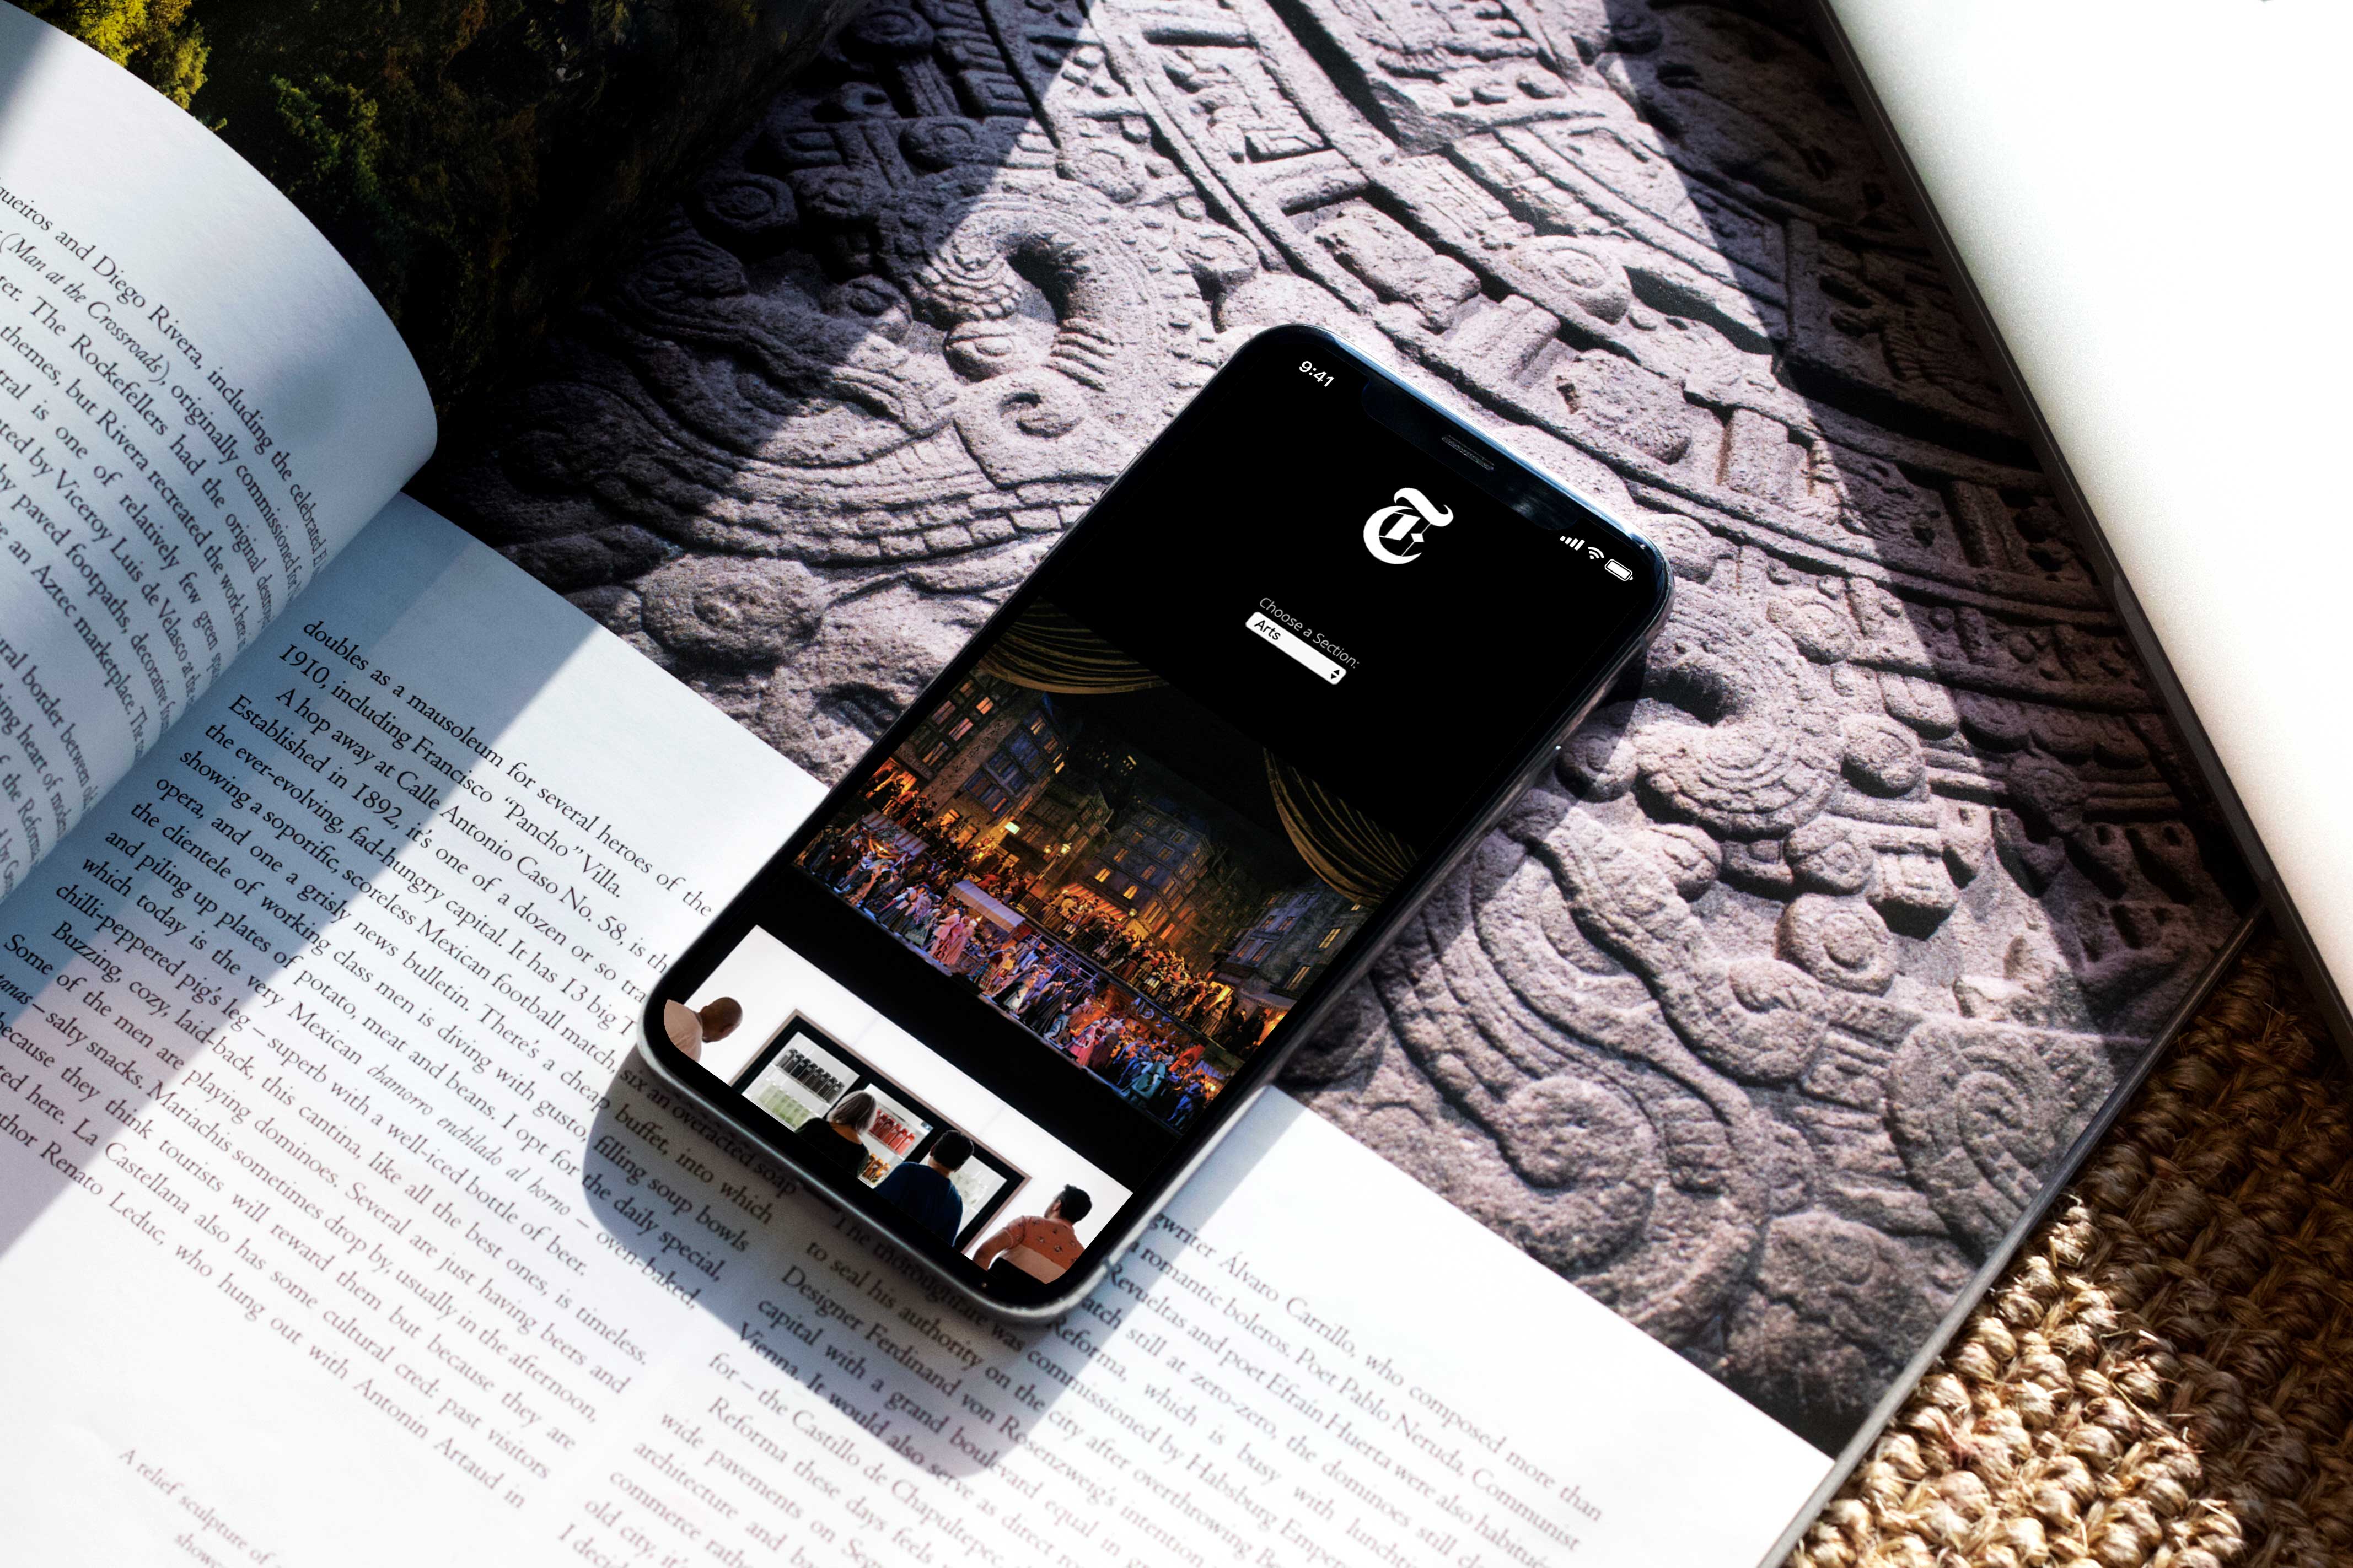 queiros and Diego Rivera, including the celebrated El
(Man at the Crossroads), originally commissioned for
The Rockefellers had the original
themes, but Rivera recreated the work here
is one of relatively few green
by Viceroy Luis de Velasco at the
by paved footpaths, decorative
an Aztec marketplace. The
border between old
heart of modern
the
by
doubles as a mausoleum for several heroes of the
1910, including Francisco “Pancho” Villa.
A hop away at Calle Antonio Caso No. 58, is
Established in 1892, it’s one of a dozen or so
the ever-evolving, fad-hungry capital. It has 13 big T
showing a soporific, scoreless Mexican football match, six an overacted soap
opera, and one a grisly news bulletin. There’s a cheap buffet, into which
the clientele of working class men is diving with gusto, filling soup bowls
and piling up plates of potato, meat and beans. I opt for the daily special,
which today is the very Mexican chamorro enchilado al horno – oven-baked,
chilli-peppered pig’s leg – superb with a well-iced bottle of beer.
Buzzing, cozy, laid-back, this cantina, like all the best ones, is timeless.
Some of the men are playing dominoes. Several are just having beers and
tanas – salty snacks. Mariachis sometimes drop by, usually in the afternoon,
because they think tourists will reward them but because they are
ted here. La Castellana also has some cultural cred: past visitors
thor Renato Leduc, who hung out with Antonin Artaud in
A relief sculpture of
gwriter Álvaro Carrillo, who composed more than
romantic boleros. Poet Pablo Neruda, Communist
Revueltas and poet Efraín Huerta were also
atch still at zero-zero, the dominoes still
Reforma, which is busy with
The thoroughfare was commissioned by Habsburg
to seal his authority on the city after overthrowing
Designer Ferdinand von Rosenzweig’s intention
capital with a grand boulevard equal in
Vienna. It would also serve as direct
for – the Castillo de Chapultepec,
Reforma these days feels
wide pavements on
architecture and
commerce
old city, it’s
I
9:41
T
Choose a Section:
Arts